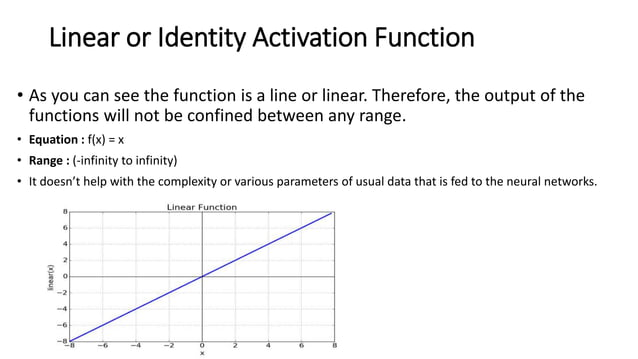 Linear or Identity Activation Function
• As you can see the function is a line or linear. Therefore, the output of the
functions will not be confined between any range.
• Equation : f(x) = x
• Range : (-infinity to infinity)
• It doesn’t help with the complexity or various parameters of usual data that is fed to the neural networks.
Linear Function
8
6
4
2
0
−2
−4
−6
−8
linear(x)
−8 −6 −4 −2 0 2 4 6 8
x